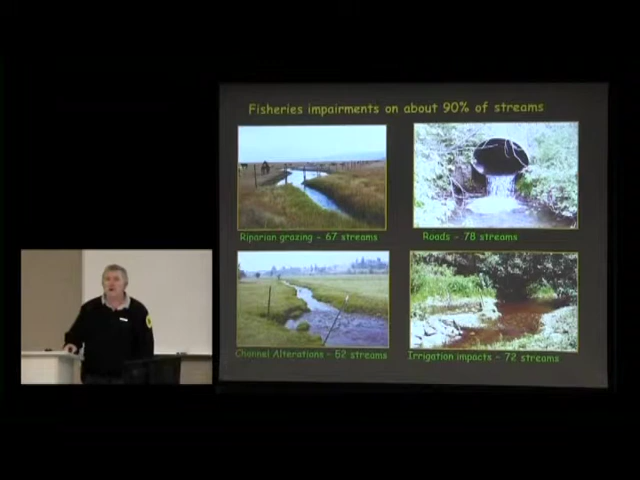 Fisheries impairments on about 90% of streams
Riparian grazing - 67 streams
Roads - 78 streams
Channel Alterations - 52 streams
Irrigation impacts - 72 streams